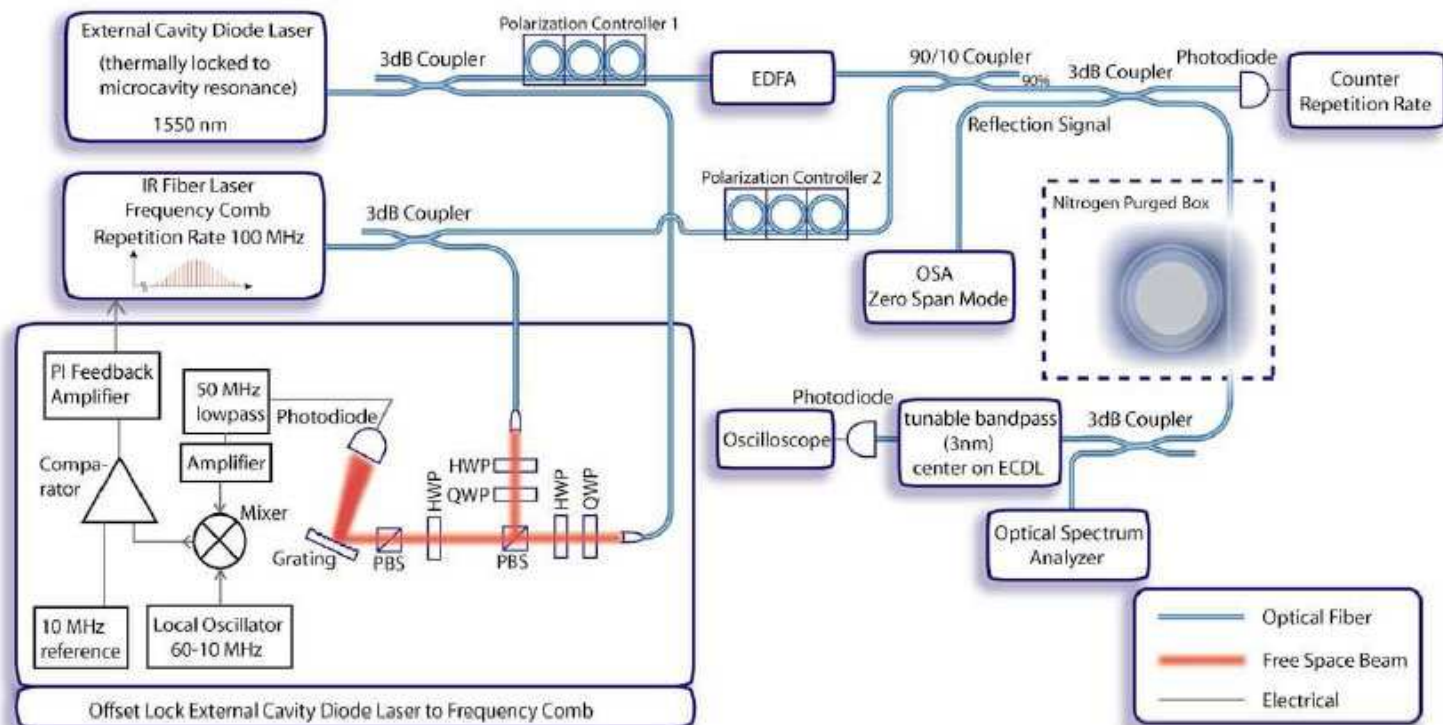 External Cavity Diode Laser
(thermally locked to
microcavity resonance)
1550 nm
3dB Coupler
Polarization Controller 1
EDFA
90/10 Coupler
90%
3dB Coupler
Photodiode
Counter
Repetition Rate
Reflection Signal
IR Fiber Laser
Frequency Comb
Repetition Rate 100 MHz
3dB Coupler
Polarization Controller 2
OSA
Zero Span Mode
Nitrogen Purged Box
PI Feedback
Amplifier
50 MHz
lowpass
Photodiode
Amplifier
Compa-
rator
Mixer
Grating
PBS
HWP
HWP
QWP
PBS
HWP
QWP
10 MHz
reference
Local Oscillator
60-10 MHz
Offset Lock External Cavity Diode Laser to Frequency Comb
Photodiode
Oscilloscope
tunable bandpass
(3nm)
center on ECDL
3dB Coupler
Optical Spectrum
Analyzer
Optical Fiber
Free Space Beam
Electrical